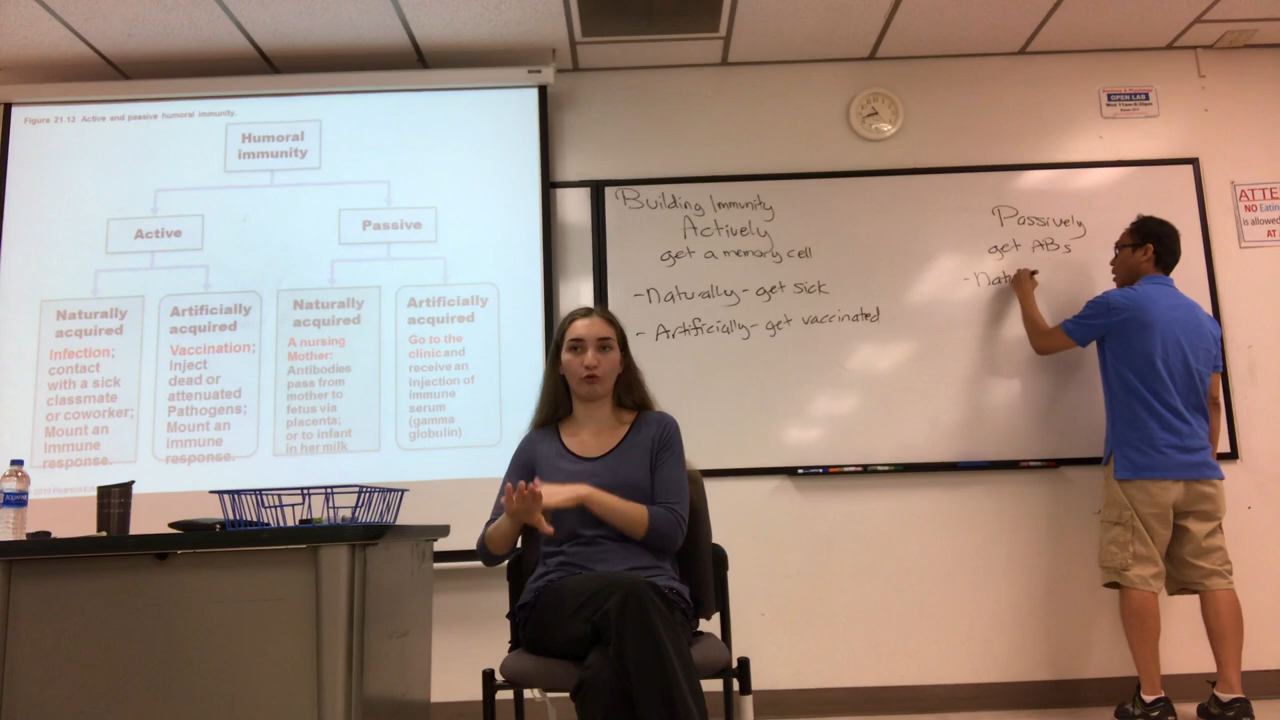 Figure 21.13 Active and passive humoral immunity.
Humoral
immunity
Active
Passive
Naturally
acquired
Infection;
contact
with a sick
classmate
or coworker;
Mount an
immune
response.
Artificially
acquired
Vaccination;
Inject
dead or
attenuated
Pathogens;
Mount an
immune
response.
Naturally
acquired
A nursing
Mother:
Antibodies
pass from
mother to
fetus via
placenta;
or to infant
in her milk
Artificially
acquired
Go to the
clinic and
receive an
injection of
immune
serum
(gamma
globulin)
Building Immunity
Actively
get a memory cell
-Naturally - get sick
- Artificially - get vaccinated
Passively
get ABs
- Natu
OPEN LAB
ATTE
NO Eatin
is allowed
AT